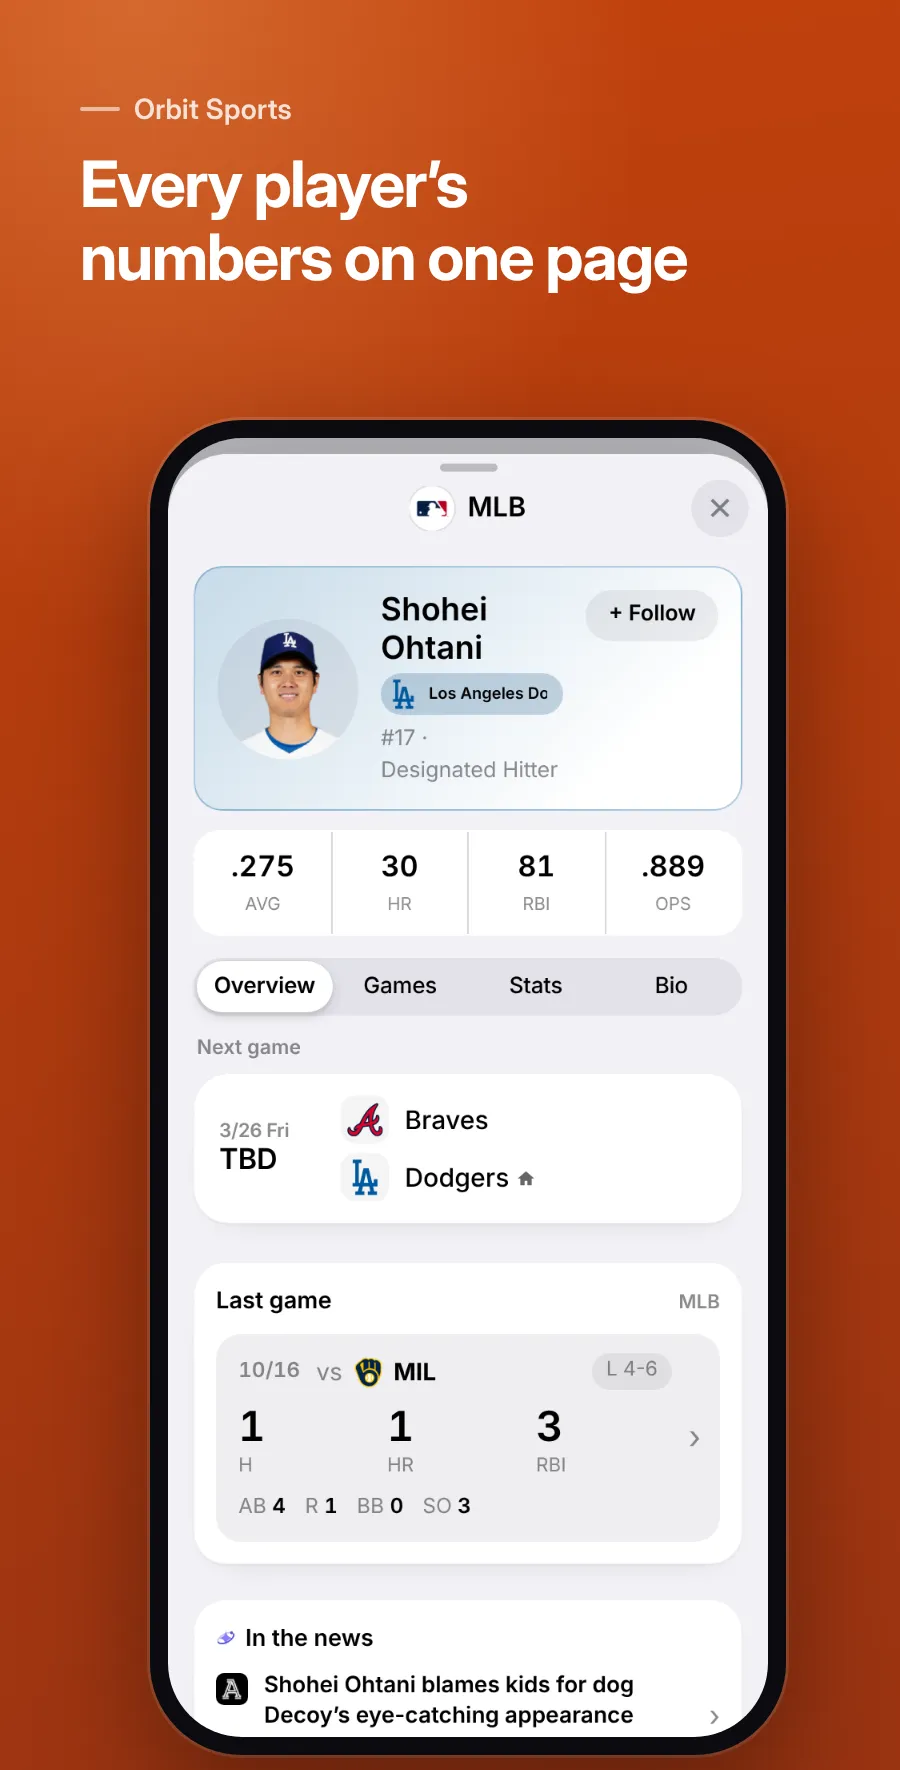 Orbit Sports
Every player’s
numbers on one page
MLB
Shohei
Ohtani
+ Follow
LA Los Angeles Do
#17 ·
Designated Hitter
.275 30 81 .889
AVG HR RBI OPS
Overview Games Stats Bio
Next game
3/26 Fri
TBD
A Braves
LA Dodgers
Last game MLB
10/16 vs MIL L 4-6
1 1 3
H HR RBI
AB 4 R 1 BB 0 SO 3
In the news
A Shohei Ohtani blames kids for dog
Decoy’s eye-catching appearance